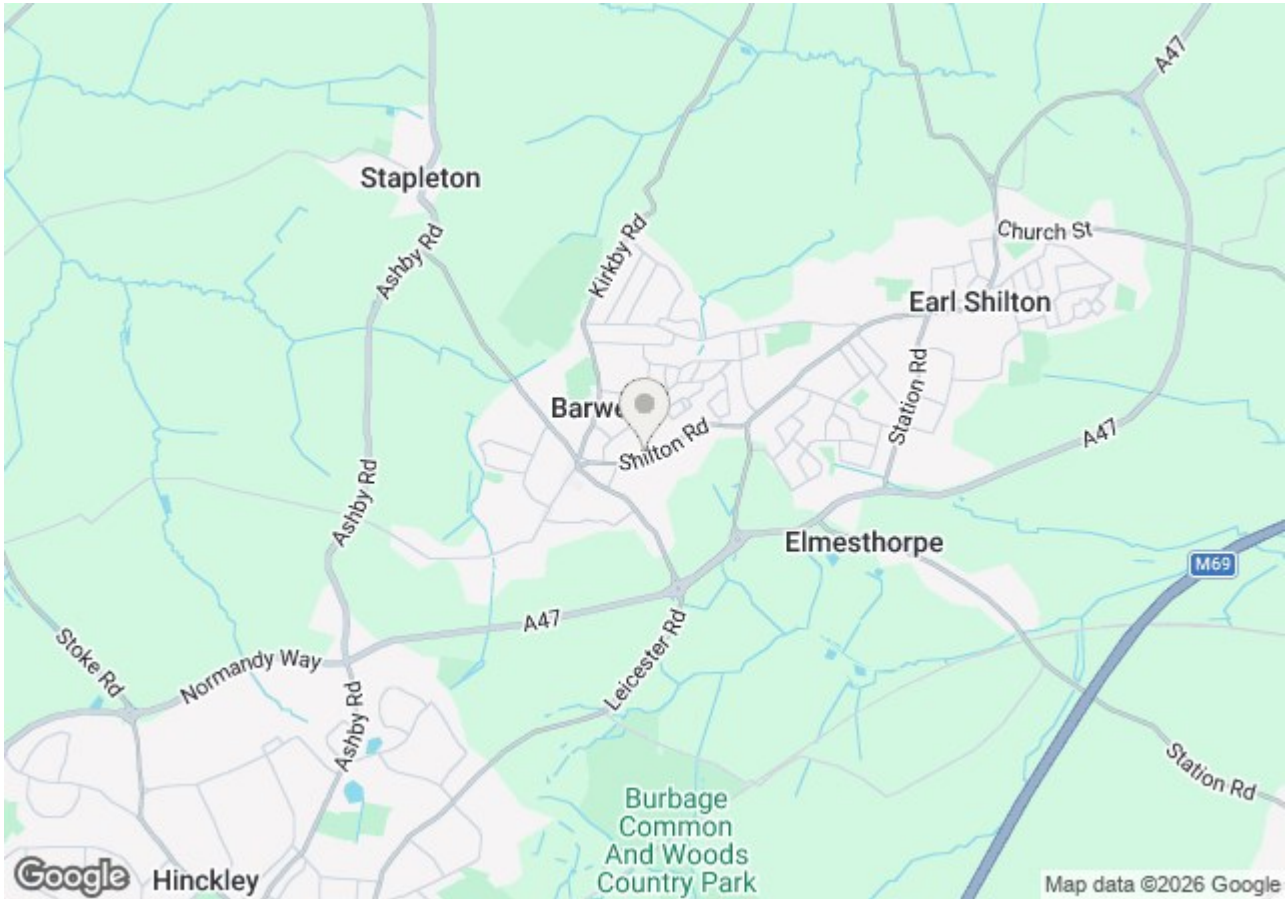 A47
Stapleton
Church St
Kirkby Rd
Ashby Rd
Earl Shilton
Station Rd
Barwe
Shilton Rd
A47
Ashby Rd
Elmesthorpe
M69
A47
Stoke Rd
Normandy Way
Leicester Rd
Ashby Rd
Station Rd
Burbage
Common
And Woods
Country Park
Google
Hinckley
Map data ©2026 Google